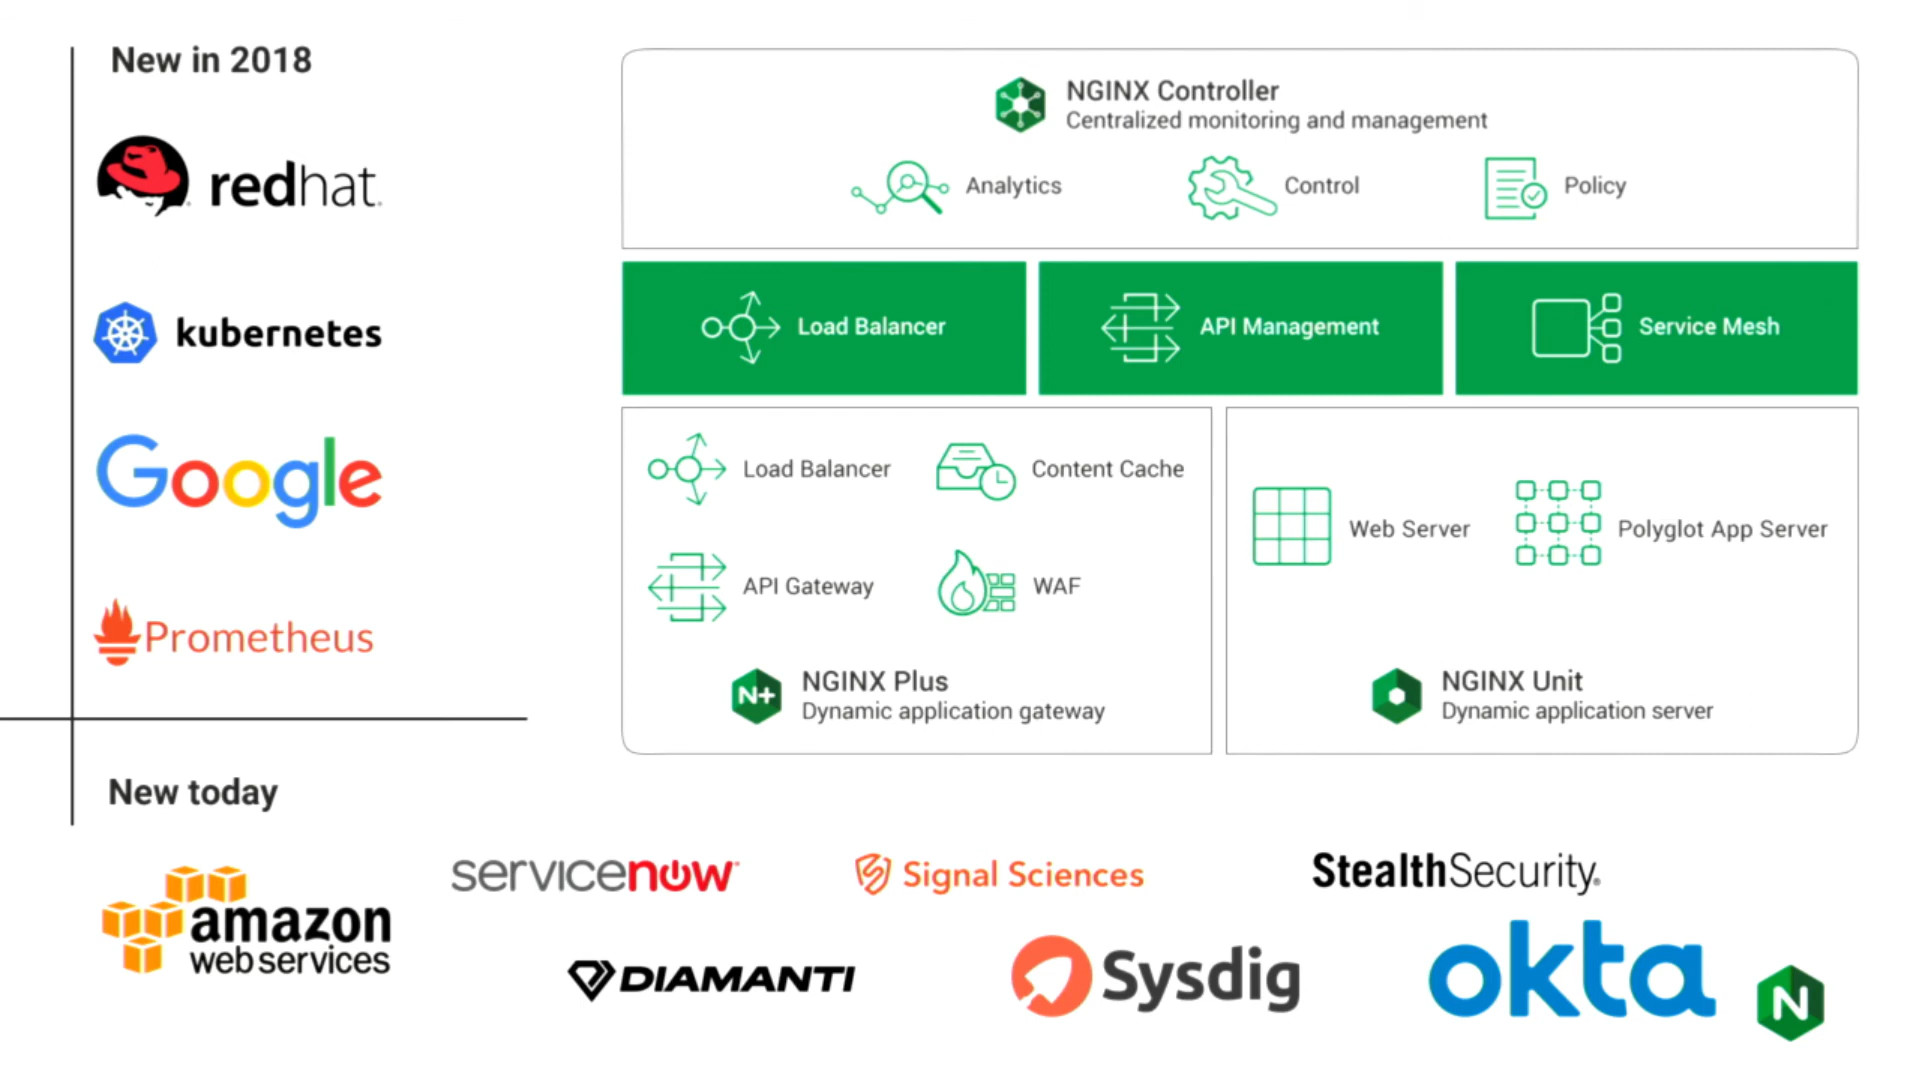 New in 2018
redhat.
kubernetes
Google
Prometheus
NGINX Controller
Centralized monitoring and management
Analytics
Control
Policy
Load Balancer
API Management
Service Mesh
Load Balancer
Content Cache
API Gateway
WAF
N+
NGINX Plus
Dynamic application gateway
Web Server
Polyglot App Server
NGINX Unit
Dynamic application server
New today
amazon
web services
servicenow
Signal Sciences
StealthSecurity
DIAMANTI
Sysdig
okta
N